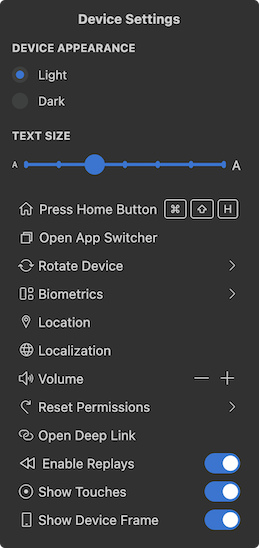 Device Settings
DEVICE APPEARANCE
Light
Dark
TEXT SIZE
A A
Press Home Button ⌘ ⇧ H
Open App Switcher
Rotate Device
Biometrics
Location
Localization
Volume
Reset Permissions
Open Deep Link
Enable Replays
Show Touches
Show Device Frame